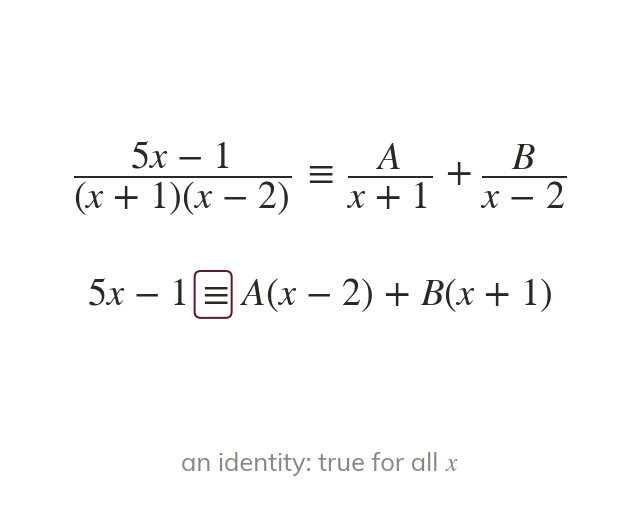 (5x − 1)/((x + 1)(x − 2)) ≡ A/(x + 1) + B/(x − 2)
5x − 1 ≡ A(x − 2) + B(x + 1)
an identity: true for all x